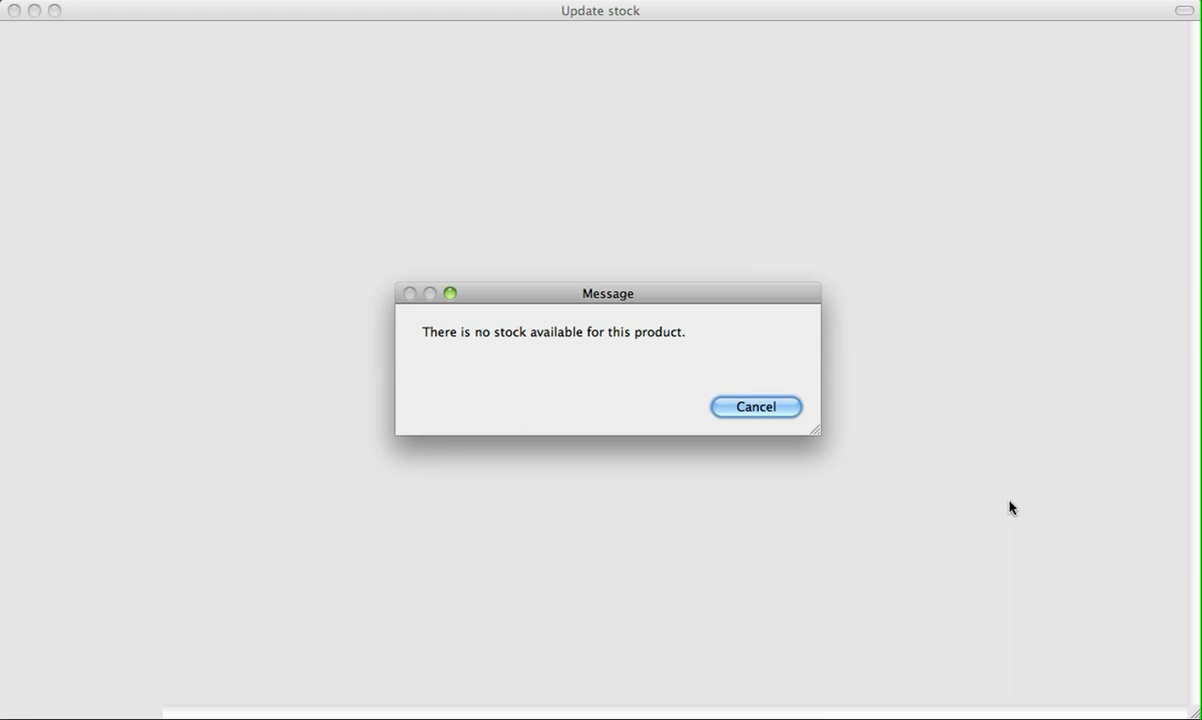 Update stock
Message
There is no stock available for this product.
Cancel